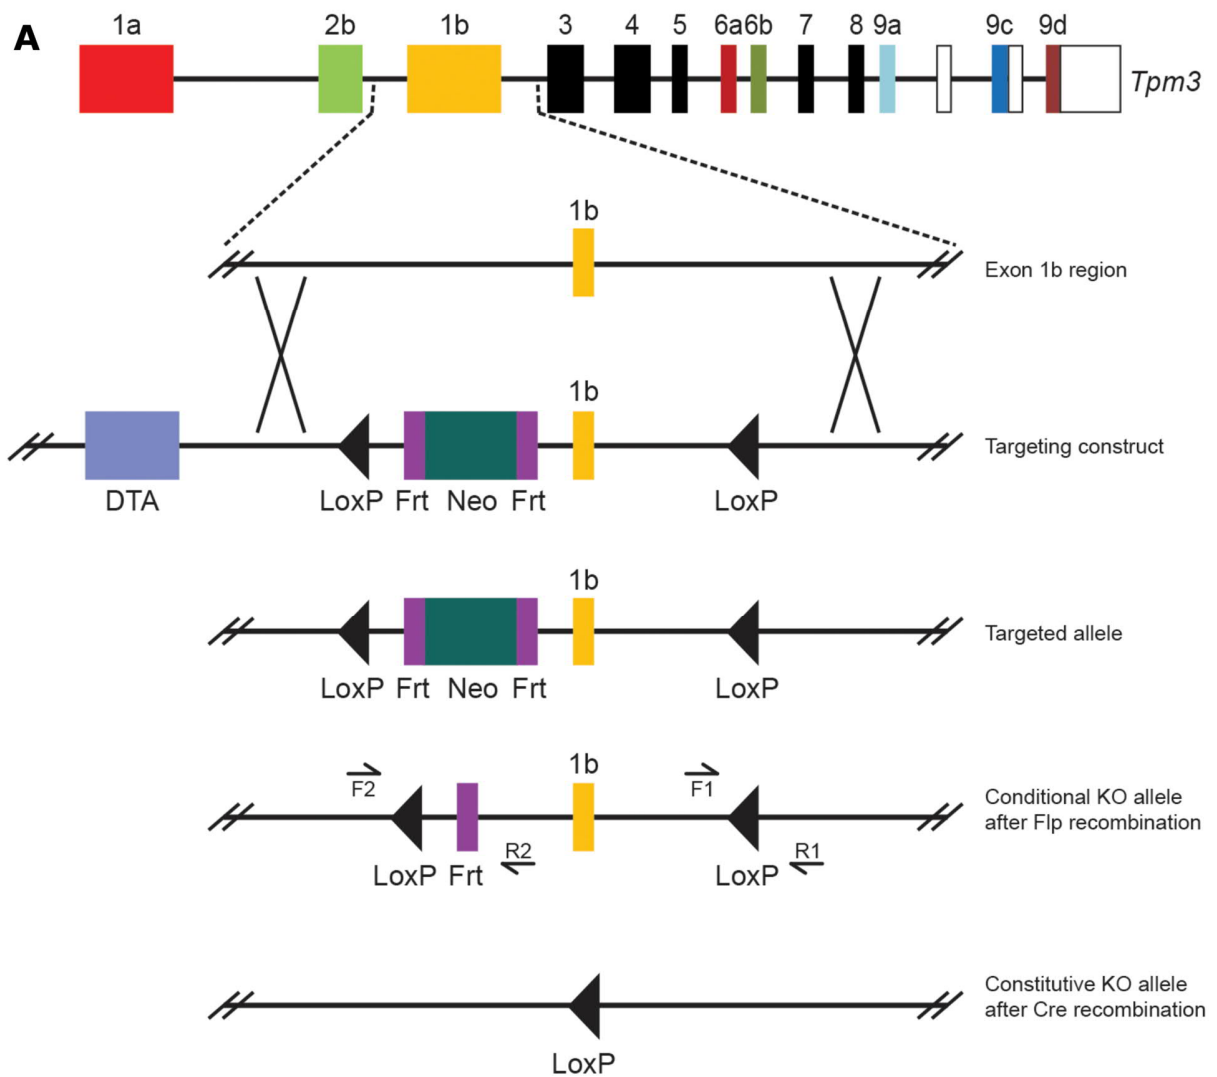 A
1a 2b 1b 3 4 5 6a 6b 7 8 9a 9c 9d
Tpm3
1b
Exon 1b region
1b
Targeting construct
DTA LoxP Frt Neo Frt LoxP
1b
Targeted allele
LoxP Frt Neo Frt LoxP
1b
F2 F1
Conditional KO allele
after Flp recombination
R2 R1
LoxP Frt LoxP
Constitutive KO allele
after Cre recombination
LoxP